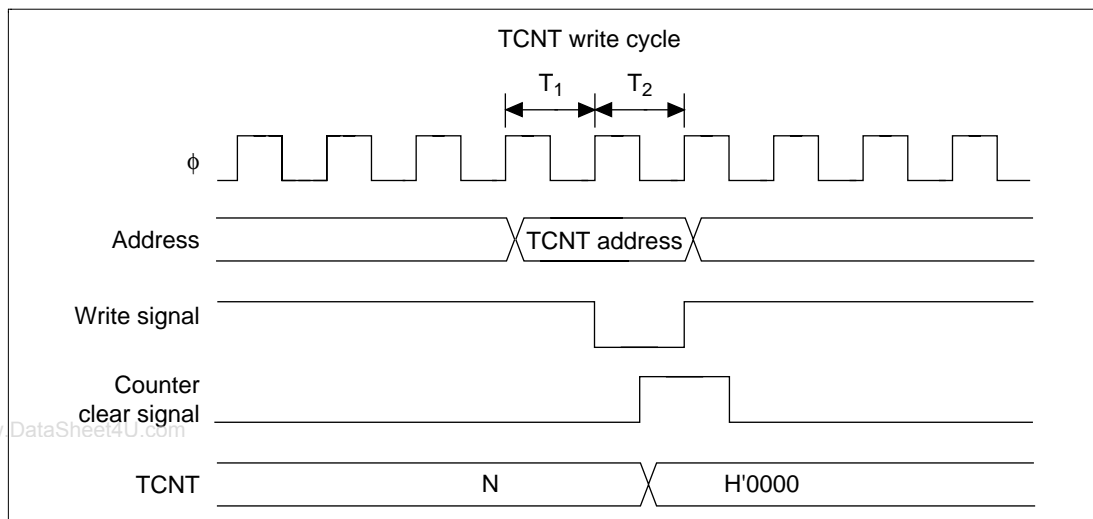 TCNT write cycle
T1 T2
ϕ
Address
TCNT address
Write signal
Counter
clear signal
.DataSheet4U.com
TCNT
N
H'0000